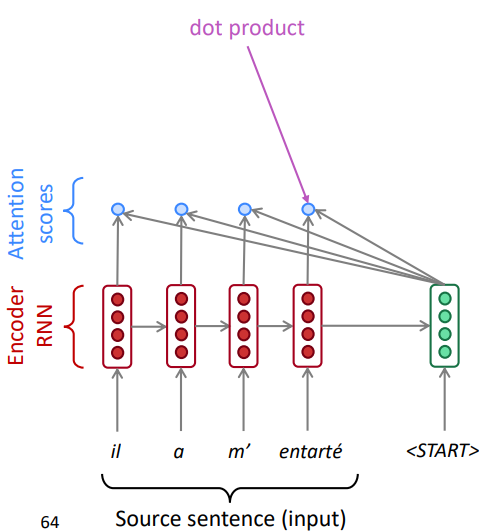 dot product
Attention
scores
Encoder
RNN
il a m’ entarté <START>
Source sentence (input)
64